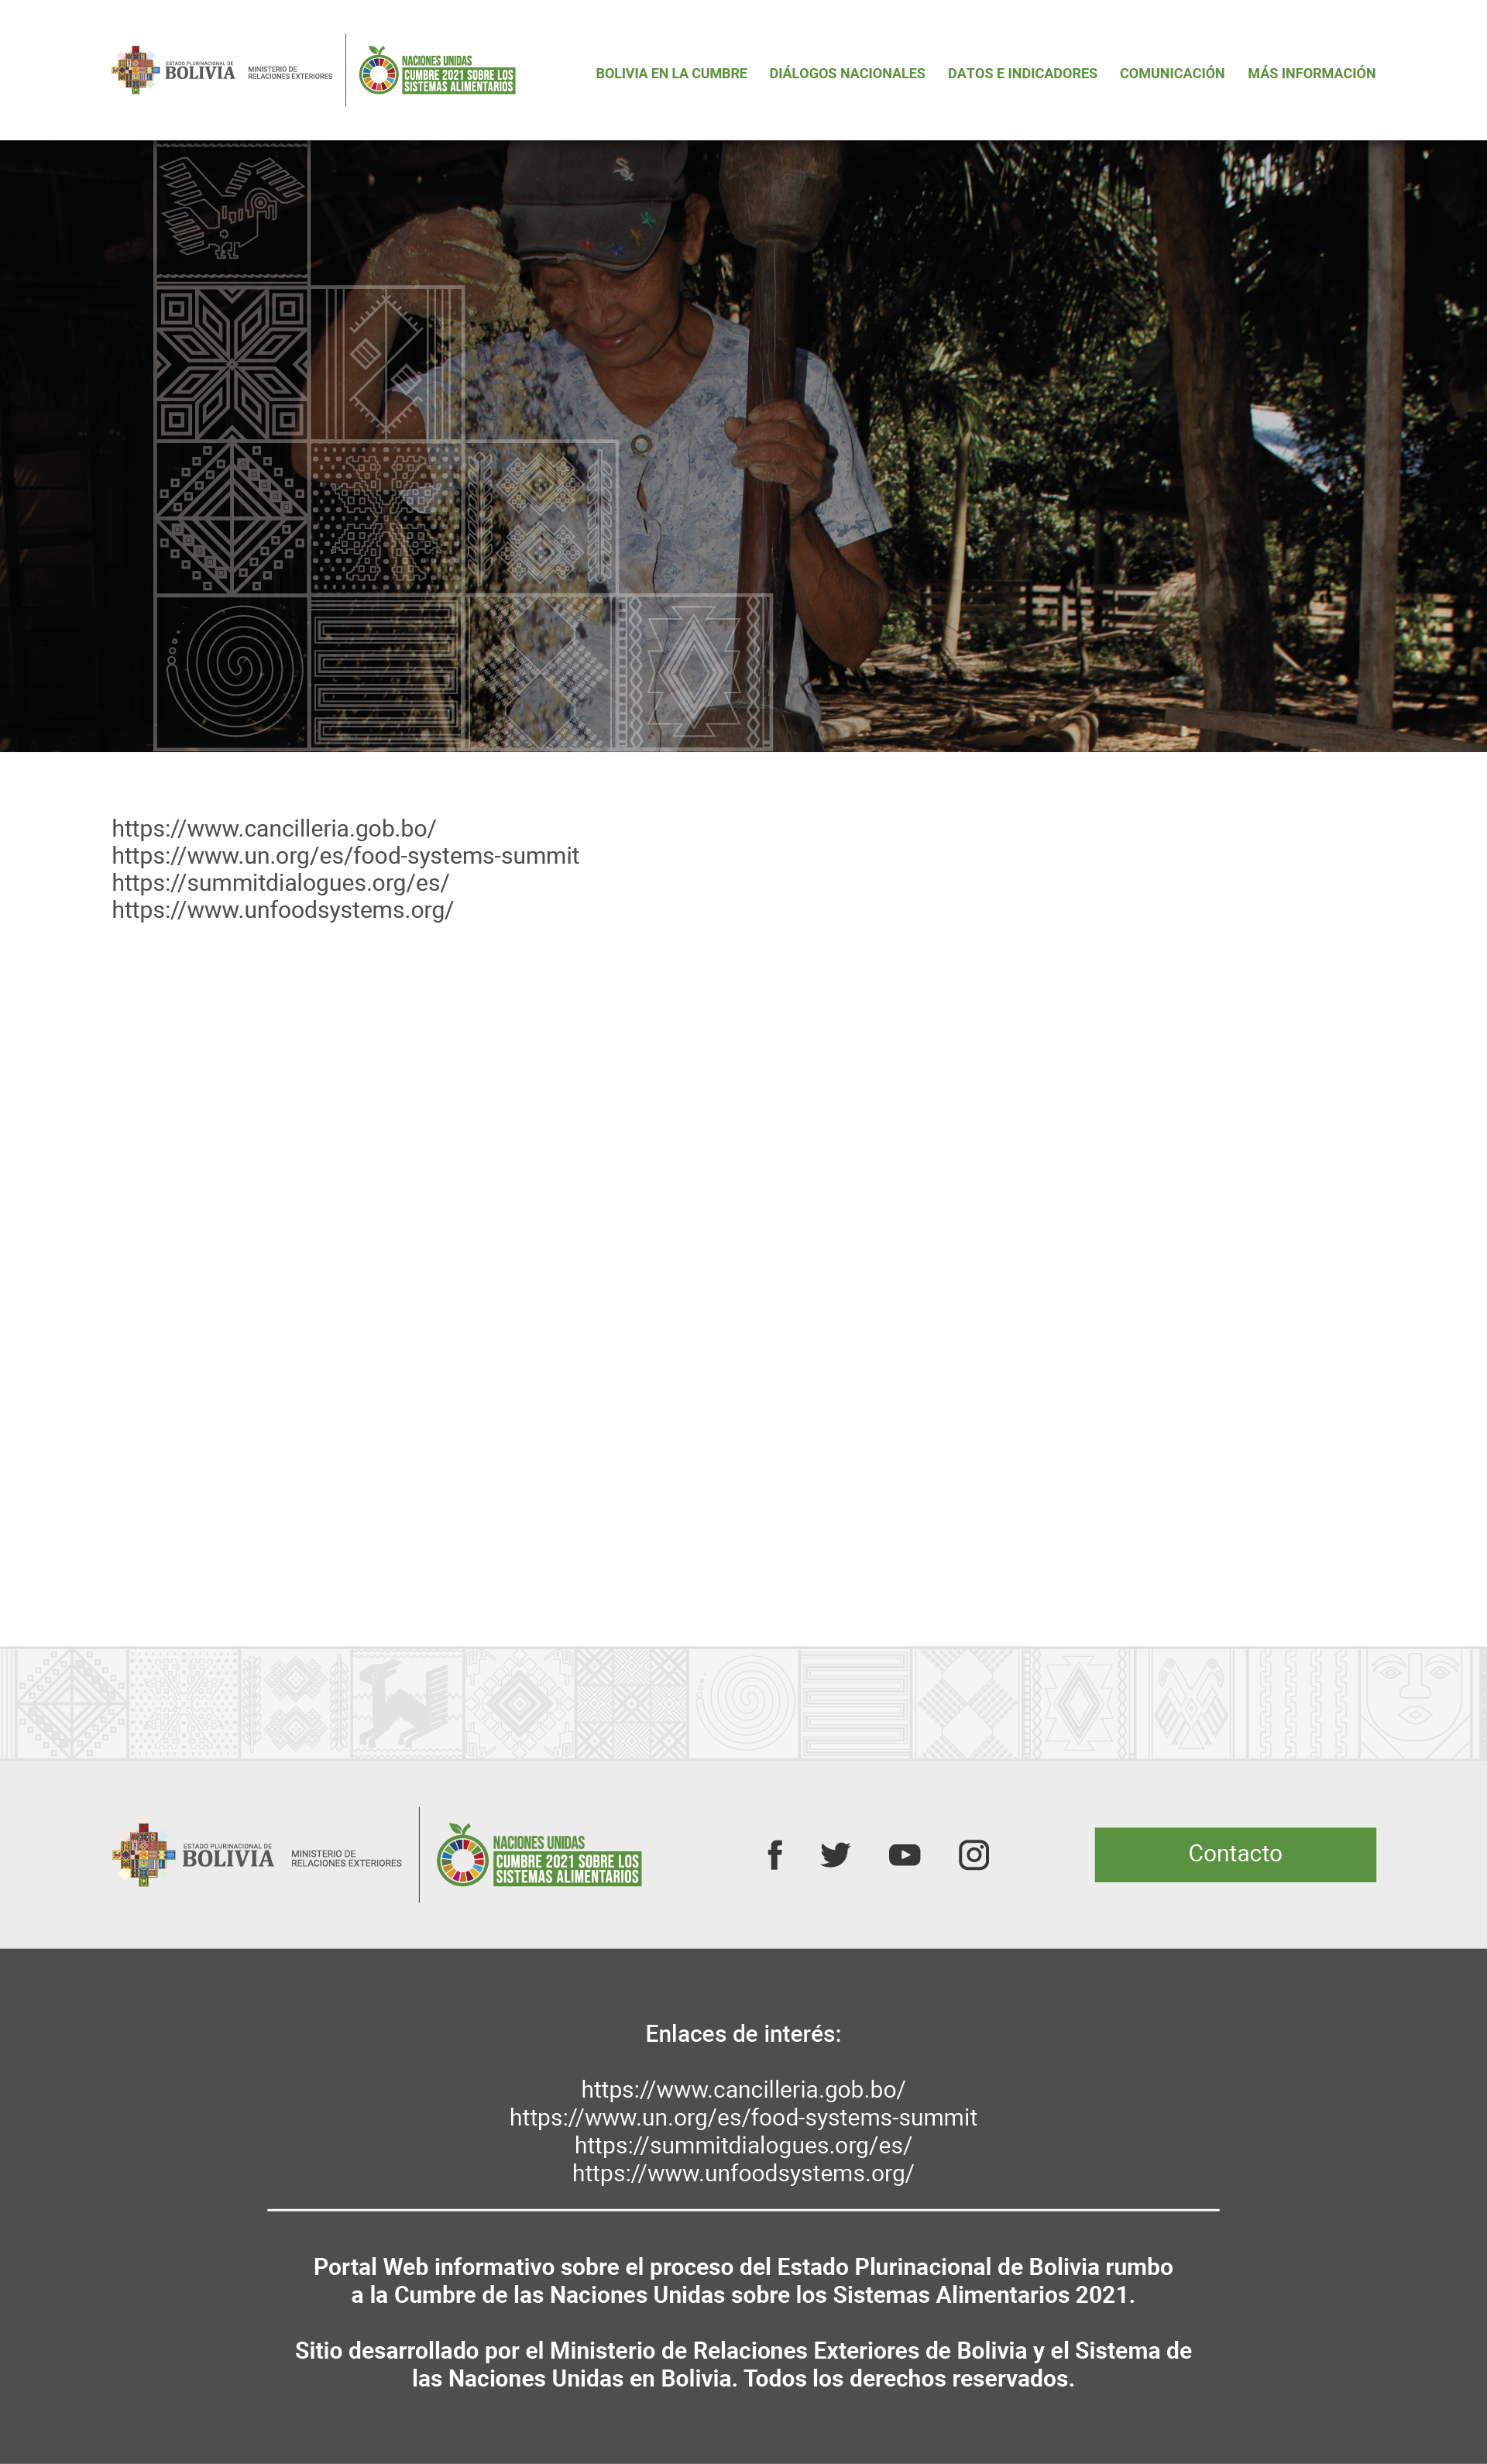 ESTADO PLURINACIONAL DE
BOLIVIA
MINISTERIO DE
RELACIONES EXTERIORES
NACIONES UNIDAS
CUMBRE 2021 SOBRE LOS
SISTEMAS ALIMENTARIOS
BOLIVIA EN LA CUMBRE
DIÁLOGOS NACIONALES
DATOS E INDICADORES
COMUNICACIÓN
MÁS INFORMACIÓN
https://www.cancilleria.gob.bo/
https://www.un.org/es/food-systems-summit
https://summitdialogues.org/es/
https://www.unfoodsystems.org/
ESTADO PLURINACIONAL DE
BOLIVIA
MINISTERIO DE
RELACIONES EXTERIORES
NACIONES UNIDAS
CUMBRE 2021 SOBRE LOS
SISTEMAS ALIMENTARIOS
Contacto
Enlaces de interés:
https://www.cancilleria.gob.bo/
https://www.un.org/es/food-systems-summit
https://summitdialogues.org/es/
https://www.unfoodsystems.org/
Portal Web informativo sobre el proceso del Estado Plurinacional de Bolivia rumbo
a la Cumbre de las Naciones Unidas sobre los Sistemas Alimentarios 2021.
Sitio desarrollado por el Ministerio de Relaciones Exteriores de Bolivia y el Sistema de
las Naciones Unidas en Bolivia. Todos los derechos reservados.